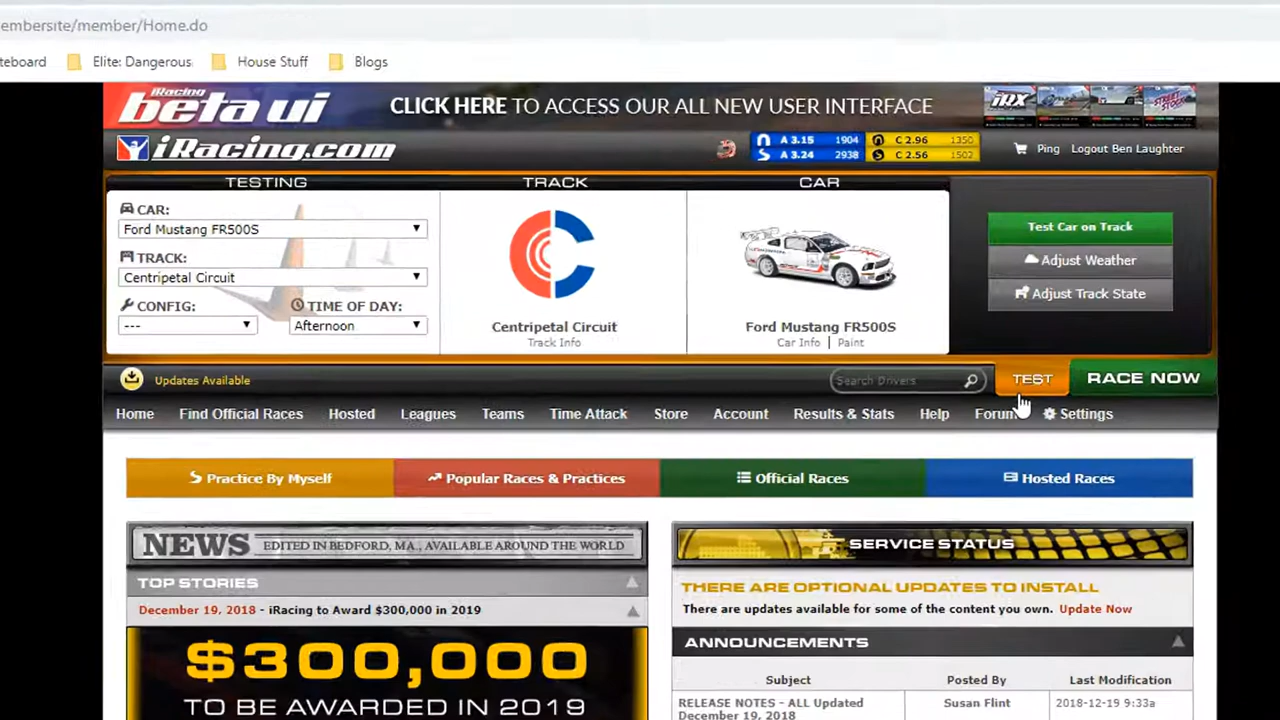 embersite/member/Home.do
teboard Elite: Dangerous. House Stuff Blogs
iRacing
beta ui
CLICK HERE TO ACCESS OUR ALL NEW USER INTERFACE
iRX
STREET STOCK
iRacing.com
A 3.15 1904 C 2.96 1350
A 3.24 2938 C 2.56 1502
Ping Logout Ben Laughter
TESTING TRACK CAR
CAR:
Ford Mustang FR500S
TRACK:
Centripetal Circuit
CONFIG: TIME OF DAY:
--- Afternoon
Centripetal Circuit
Track Info
Ford Mustang FR500S
Car Info | Paint
Test Car on Track
Adjust Weather
Adjust Track State
Updates Available
Search Drivers
TEST
RACE NOW
Home Find Official Races Hosted Leagues Teams Time Attack Store Account Results & Stats Help Forum Settings
Practice By Myself Popular Races & Practices Official Races Hosted Races
NEWS EDITED IN BEDFORD, MA., AVAILABLE AROUND THE WORLD
TOP STORIES
December 19, 2018 - iRacing to Award $300,000 in 2019
$300,000
TO BE AWARDED IN 2019
SERVICE STATUS
THERE ARE OPTIONAL UPDATES TO INSTALL
There are updates available for some of the content you own. Update Now
ANNOUNCEMENTS
Subject Posted By Last Modification
RELEASE NOTES - ALL Updated
December 19, 2018
Susan Flint
2018-12-19 9:33a